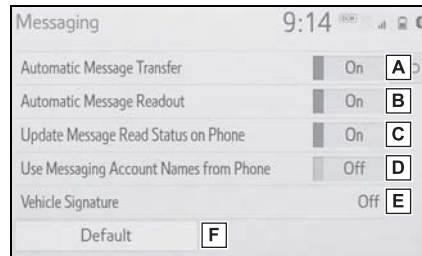 Messaging 9:14 DCM
Automatic Message Transfer On A
Automatic Message Readout On B
Update Message Read Status on Phone On C
Use Messaging Account Names from Phone Off D
Vehicle Signature Off E
Default F